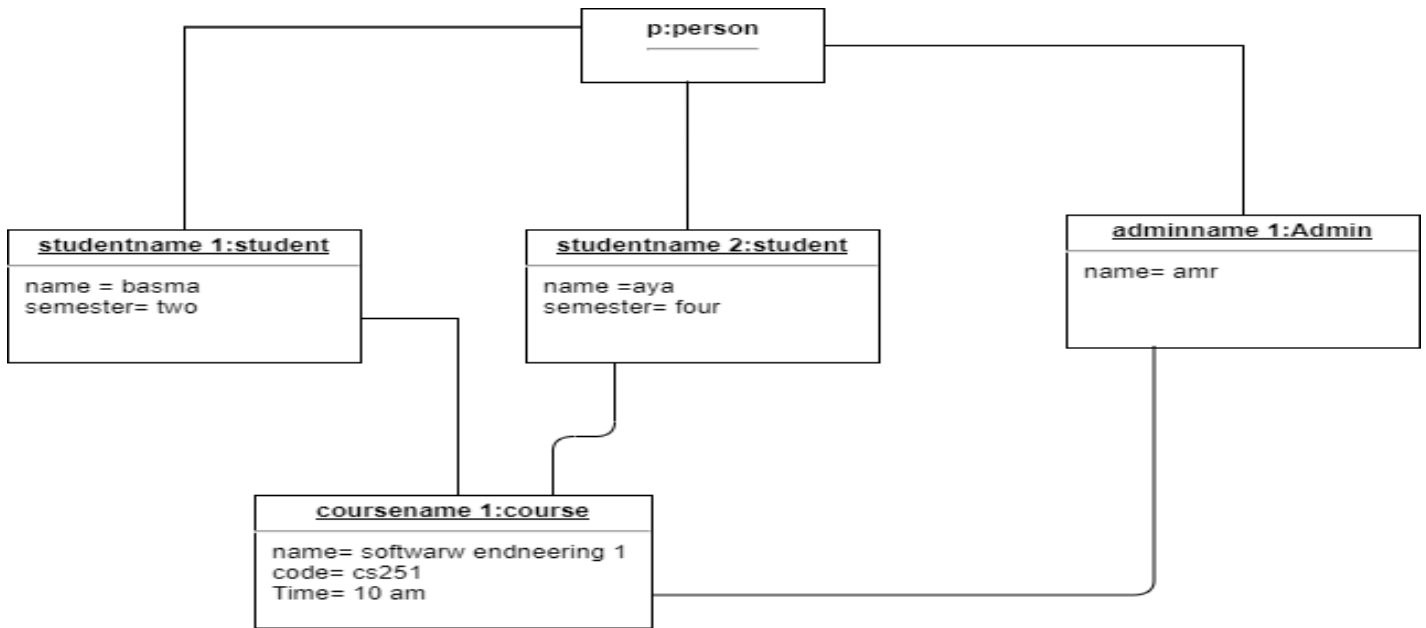 p:person
studentname 1:student
name = basma
semester= two
studentname 2:student
name =aya
semester= four
adminname 1:Admin
name= amr
coursename 1:course
name= softwarw endneering 1
code= cs251
Time= 10 am